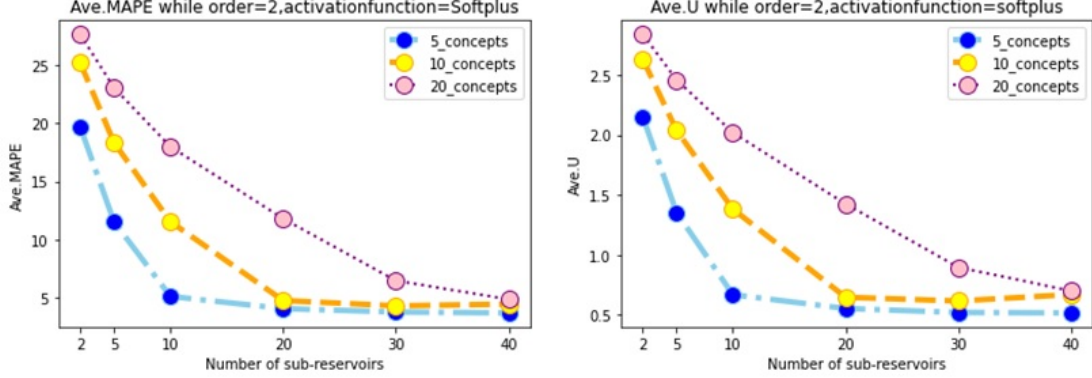 Ave.MAPE while order=2,activationfunction=Softplus
Ave.MAPE
25
20
15
10
5
2 5 10 20 30 40
Number of sub-reservoirs
5_concepts
10_concepts
20_concepts
Ave.U while order=2,activationfunction=softplus
Ave.U
2.5
2.0
1.5
1.0
0.5
2 5 10 20 30 40
Number of sub-reservoirs
5_concepts
10_concepts
20_concepts